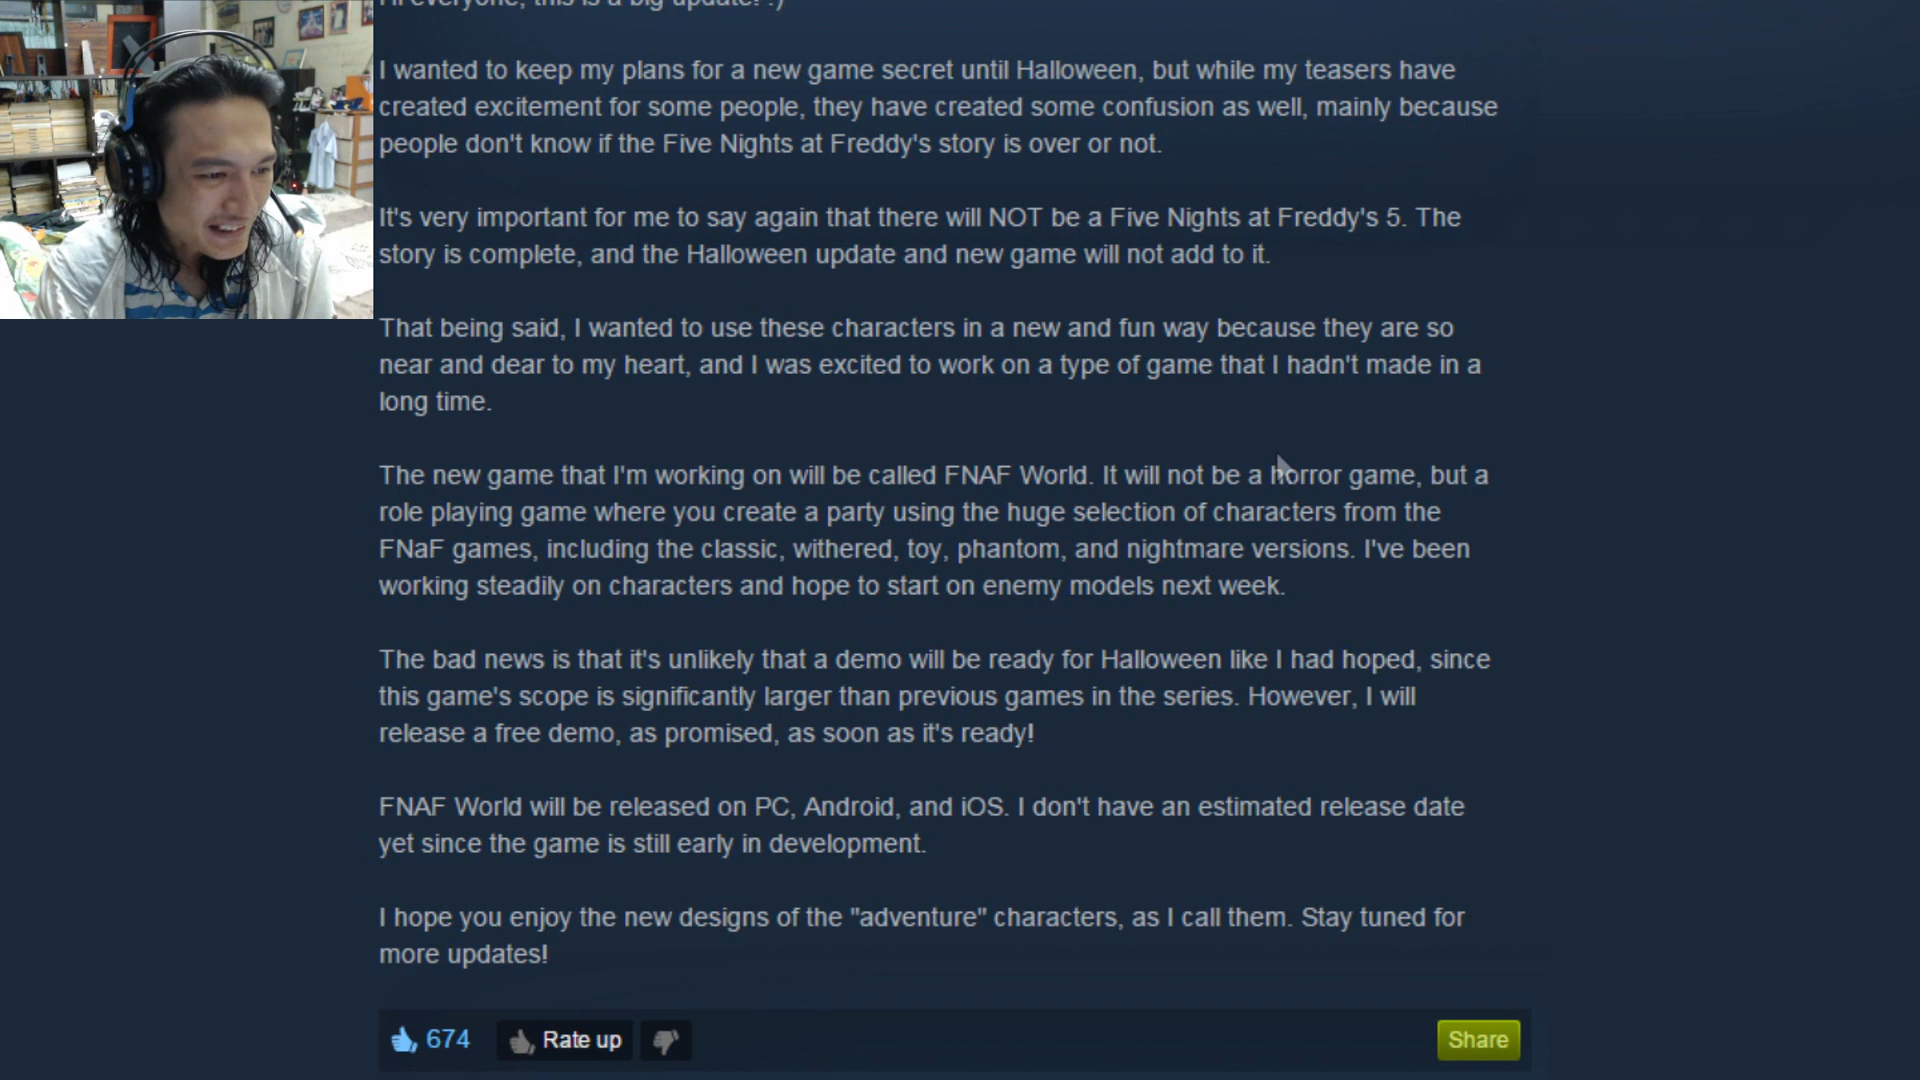 Hi everyone, this is a big update! :)
I wanted to keep my plans for a new game secret until Halloween, but while my teasers have
created excitement for some people, they have created some confusion as well, mainly because
people don't know if the Five Nights at Freddy's story is over or not.
It's very important for me to say again that there will NOT be a Five Nights at Freddy's 5. The
story is complete, and the Halloween update and new game will not add to it.
That being said, I wanted to use these characters in a new and fun way because they are so
near and dear to my heart, and I was excited to work on a type of game that I hadn't made in a
long time.
The new game that I'm working on will be called FNAF World. It will not be a horror game, but a
role playing game where you create a party using the huge selection of characters from the
FNaF games, including the classic, withered, toy, phantom, and nightmare versions. I've been
working steadily on characters and hope to start on enemy models next week.
The bad news is that it's unlikely that a demo will be ready for Halloween like I had hoped, since
this game's scope is significantly larger than previous games in the series. However, I will
release a free demo, as promised, as soon as it's ready!
FNAF World will be released on PC, Android, and iOS. I don't have an estimated release date
yet since the game is still early in development.
I hope you enjoy the new designs of the "adventure" characters, as I call them. Stay tuned for
more updates!
674 Rate up Share